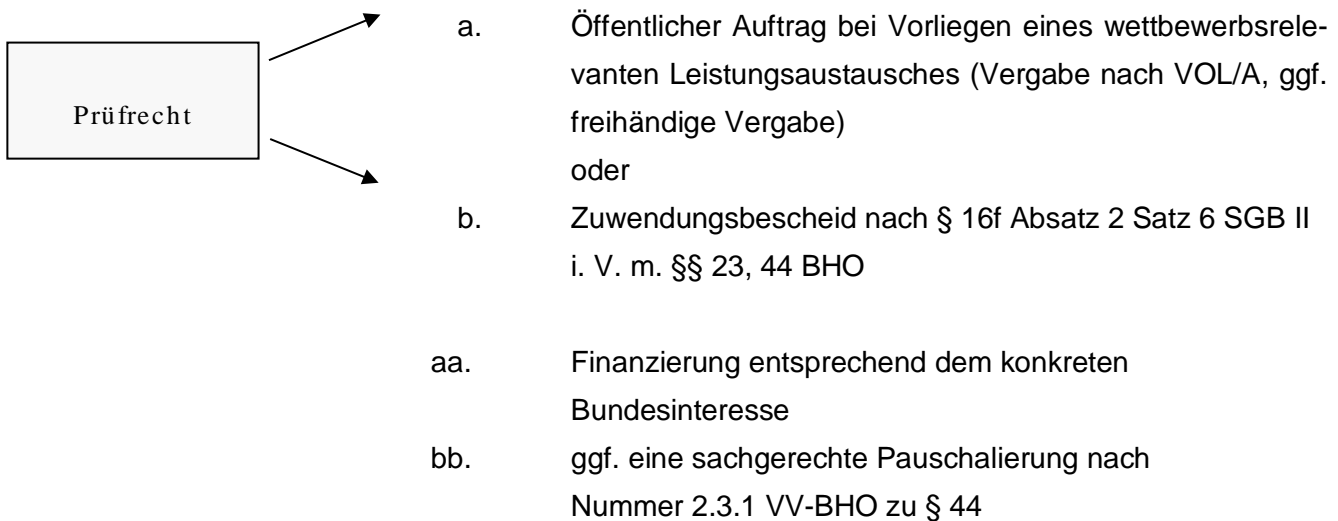 Prüfrecht
a. Öffentlicher Auftrag bei Vorliegen eines wettbewerbsrele-
vanten Leistungsaustausches (Vergabe nach VOL/A, ggf.
freihändige Vergabe)
oder
b. Zuwendungsbescheid nach § 16f Absatz 2 Satz 6 SGB II
i. V. m. §§ 23, 44 BHO
aa. Finanzierung entsprechend dem konkreten
Bundesinteresse
bb. ggf. eine sachgerechte Pauschalierung nach
Nummer 2.3.1 VV-BHO zu § 44